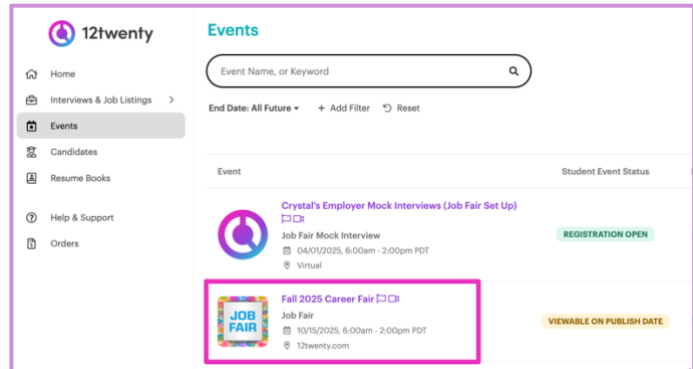 12twenty
Home
Interviews & Job Listings
Events
Candidates
Resume Books
Help & Support
Orders
Events
Event Name, or Keyword
End Date: All Future + Add Filter Reset
Event Student Event Status
Crystal's Employer Mock Interviews (Job Fair Set Up)
Job Fair Mock Interview
04/01/2025, 6:00am - 2:00pm PDT
Virtual
REGISTRATION OPEN
JOB
FAIR
Fall 2025 Career Fair
Job Fair
10/15/2025, 6:00am - 2:00pm PDT
12twenty.com
VIEWABLE ON PUBLISH DATE